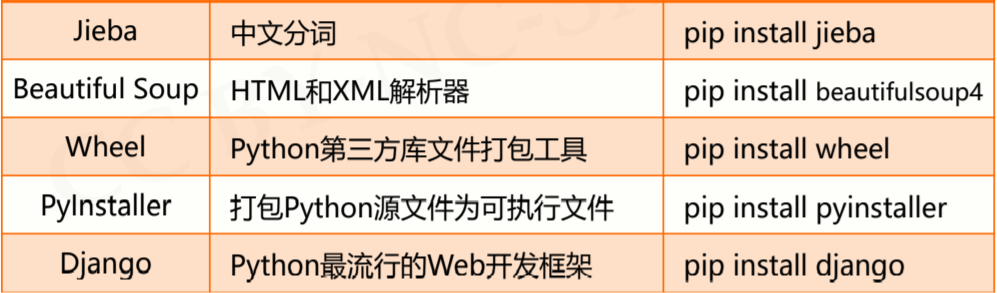 Jieba 中文分词 pip install jieba
Beautiful Soup HTML和XML解析器 pip install beautifulsoup4
Wheel Python第三方库文件打包工具 pip install wheel
PyInstaller 打包Python源文件为可执行文件 pip install pyinstaller
Django Python最流行的Web开发框架 pip install django